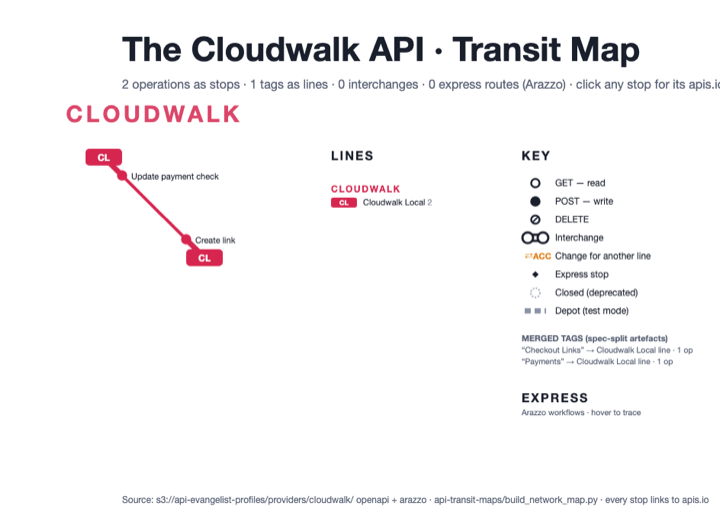 The Cloudwalk API · Transit Map
2 operations as stops · 1 tags as lines · 0 interchanges · 0 express routes (Arazzo) · click any stop for its
CLOUDWALK
CL
Update payment check
Create link
CL
LINES
CLOUDWALK
CL Cloudwalk Local 2
KEY
GET — read
POST — write
DELETE
Interchange
⇄ACC Change for another line
Express stop
Closed (deprecated)
Depot (test mode)
MERGED TAGS (spec-split artefacts)
"Checkout Links" → Cloudwalk Local line · 1 op
"Payments" → Cloudwalk Local line · 1 op
EXPRESS
Arazzo workflows · hover to trace
Source: s3://api-evangelist-profiles/providers/cloudwalk/ openapi + arazzo · api-transit-maps/build_network_map.py · every stop links to apis.io